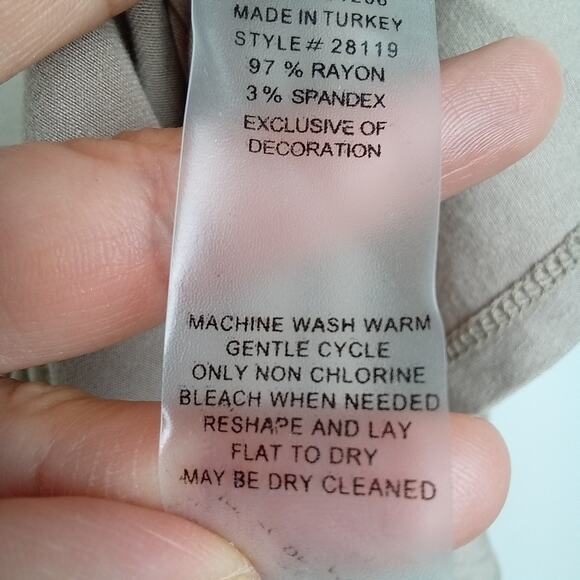 MADE IN TURKEY
STYLE# 28119
97 % RAYON
3 % SPANDEX
EXCLUSIVE OF
DECORATION
MACHINE WASH WARM
GENTLE CYCLE
ONLY NON CHLORINE
BLEACH WHEN NEEDED
RESHAPE AND LAY
FLAT TO DRY
MAY BE DRY CLEANED